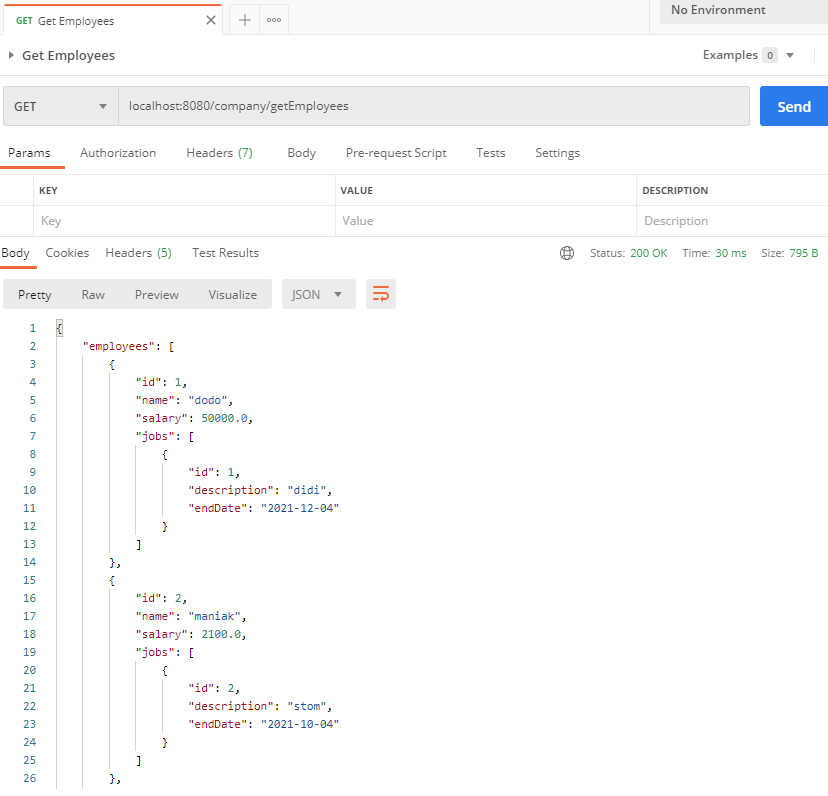 GET Get Employees
No Environment
Get Employees
Examples 0
GET localhost:8080/company/getEmployees Send
Params Authorization Headers (7) Body Pre-request Script Tests Settings
KEY VALUE DESCRIPTION
Key Value Description
Body Cookies Headers (5) Test Results Status: 200 OK Time: 30 ms Size: 795 B
Pretty Raw Preview Visualize JSON
1 {
2 "employees": [
3 {
4 "id": 1,
5 "name": "dodo",
6 "salary": 50000.0,
7 "jobs": [
8 {
9 "id": 1,
10 "description": "didi",
11 "endDate": "2021-12-04"
12 }
13 ]
14 },
15 {
16 "id": 2,
17 "name": "maniak",
18 "salary": 2100.0,
19 "jobs": [
20 {
21 "id": 2,
22 "description": "stom",
23 "endDate": "2021-10-04"
24 }
25 ]
26 },